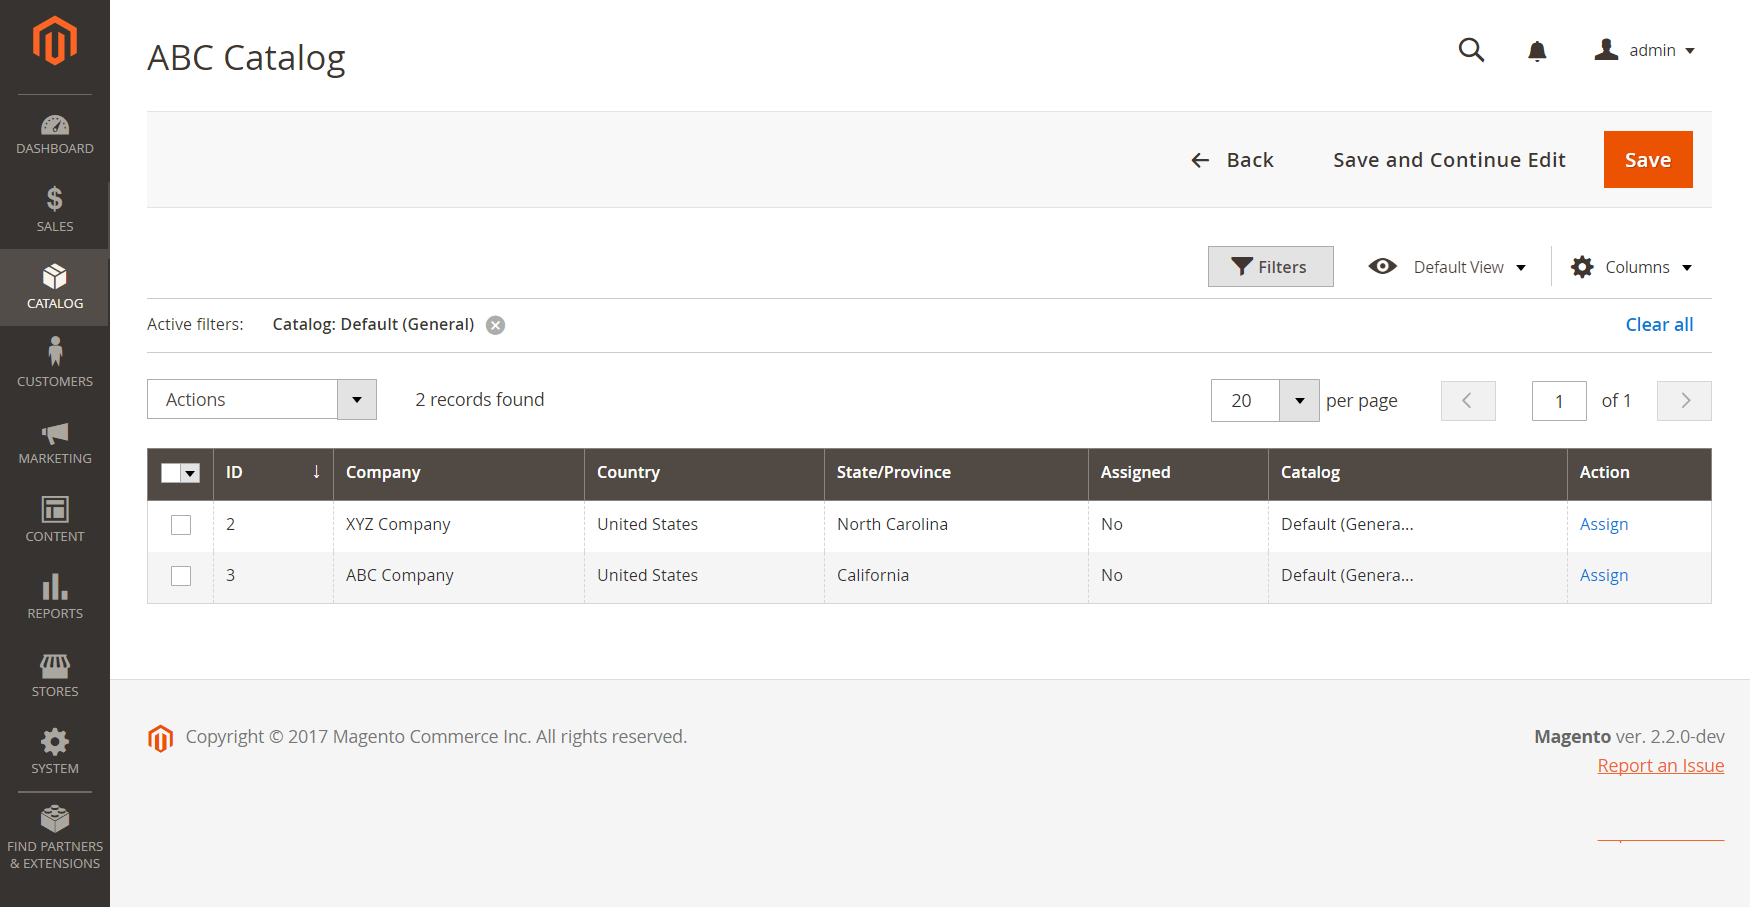 ABC Catalog
admin
DASHBOARD
SALES
CATALOG
CUSTOMERS
MARKETING
CONTENT
REPORTS
STORES
SYSTEM
FIND PARTNERS
& EXTENSIONS
Back
Save and Continue Edit
Save
Filters
Default View
Columns
Active filters: Catalog: Default (General)
Clear all
Actions
2 records found
20 per page
1 of 1
ID Company Country State/Province Assigned Catalog Action
2 XYZ Company United States North Carolina No Default (Genera... Assign
3 ABC Company United States California No Default (Genera... Assign
Copyright © 2017 Magento Commerce Inc. All rights reserved.
Magento ver. 2.2.0-dev
Report an Issue